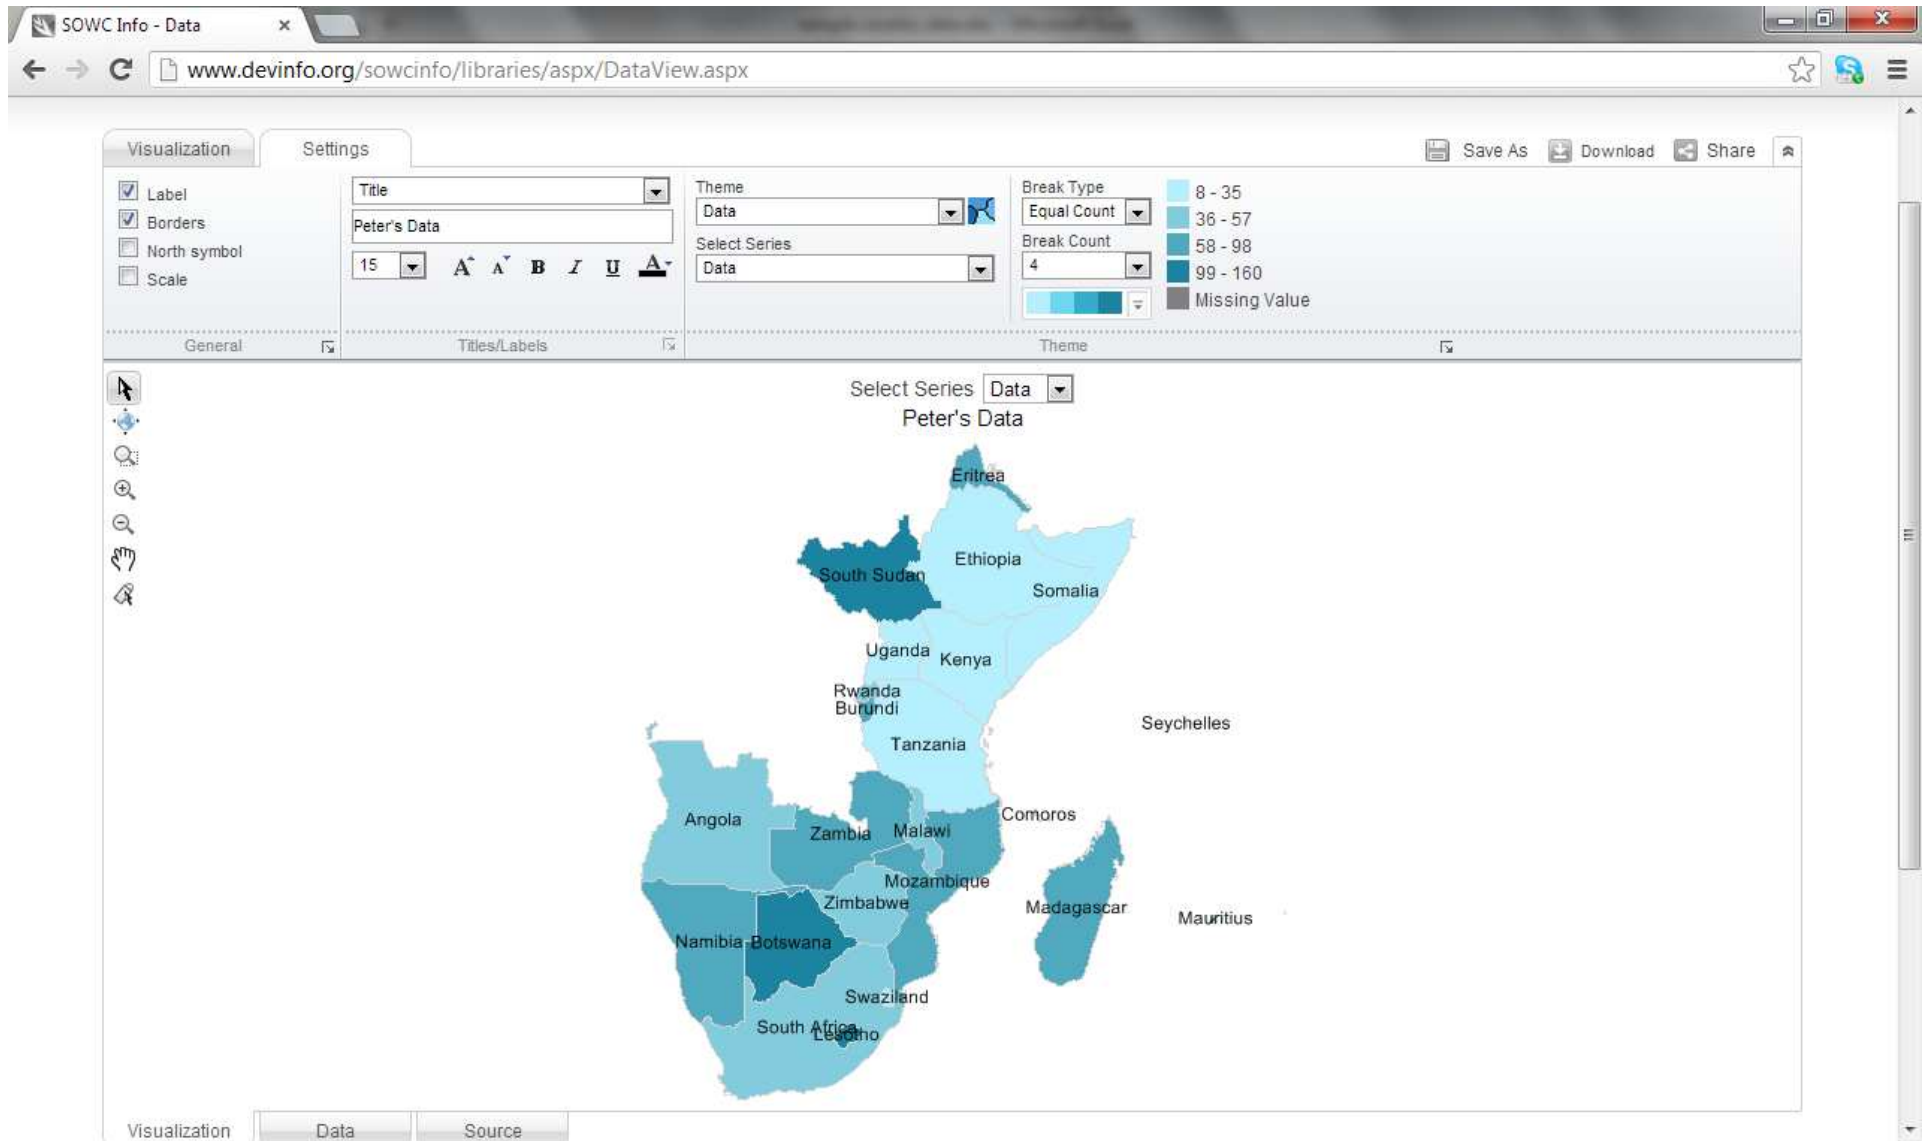 SOWC Info - Data
www.devinfo.org/sowcinfo/libraries/aspx/DataView.aspx
Visualization Settings Save As Download Share
Label
Borders
North symbol
Scale
General
Title
Peter's Data
15 A A B I U A
Titles/Labels
Theme
Data
Select Series
Data
Break Type
Equal Count
Break Count
4
8 - 35
36 - 57
58 - 98
99 - 160
Missing Value
Theme
Select Series Data
Peter's Data
Eritrea
Ethiopia
South Sudan
Somalia
Uganda
Kenya
Rwanda
Burundi
Seychelles
Tanzania
Comoros
Angola
Zambia
Malawi
Mozambique
Zimbabwe
Madagascar
Mauritius
Namibia
Botswana
Swaziland
South Africa
Lesotho
Visualization Data Source